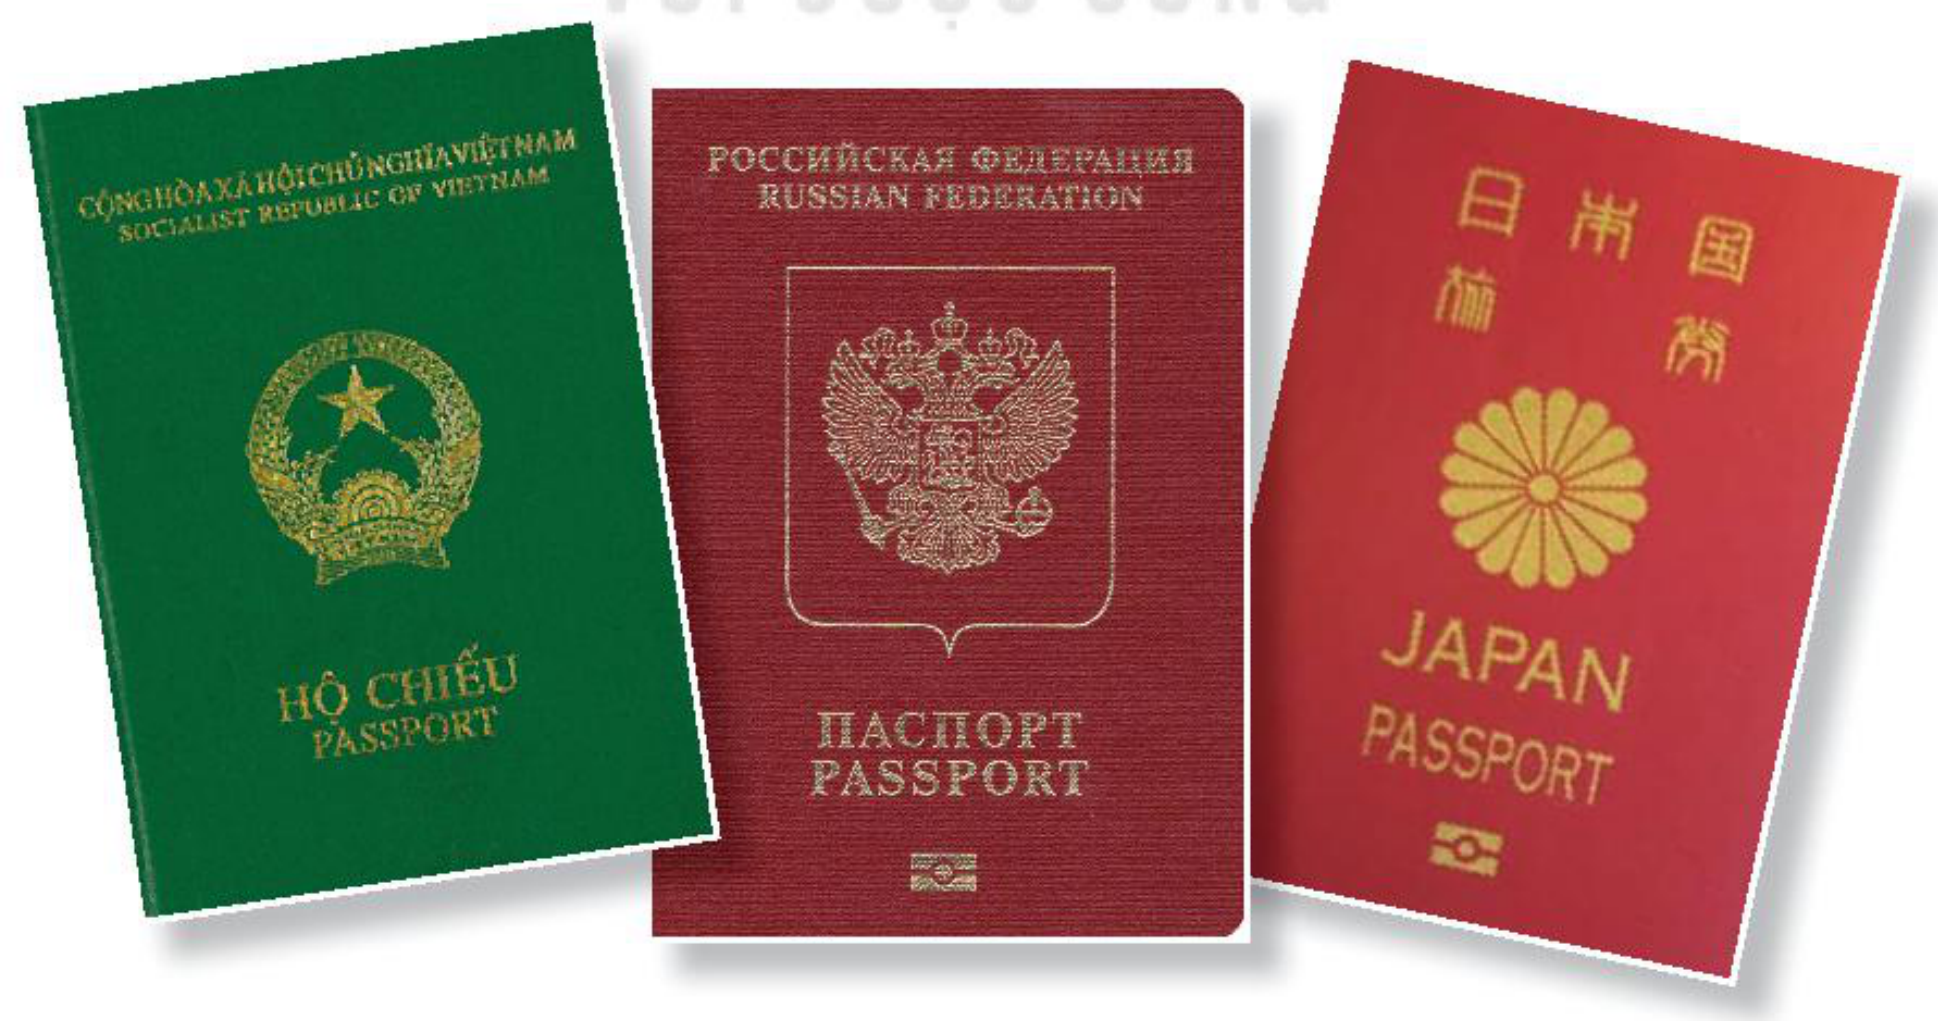 CỘNG HÒA XÃ HỘI CHỦ NGHĨA VIỆT NAM
SOCIALIST REPUBLIC OF VIETNAM
HỘ CHIẾU
PASSPORT
РОССИЙСКАЯ ФЕДЕРАЦИЯ
RUSSIAN FEDERATION
ПАСПОРТ
PASSPORT
日本国
旅券
JAPAN
PASSPORT